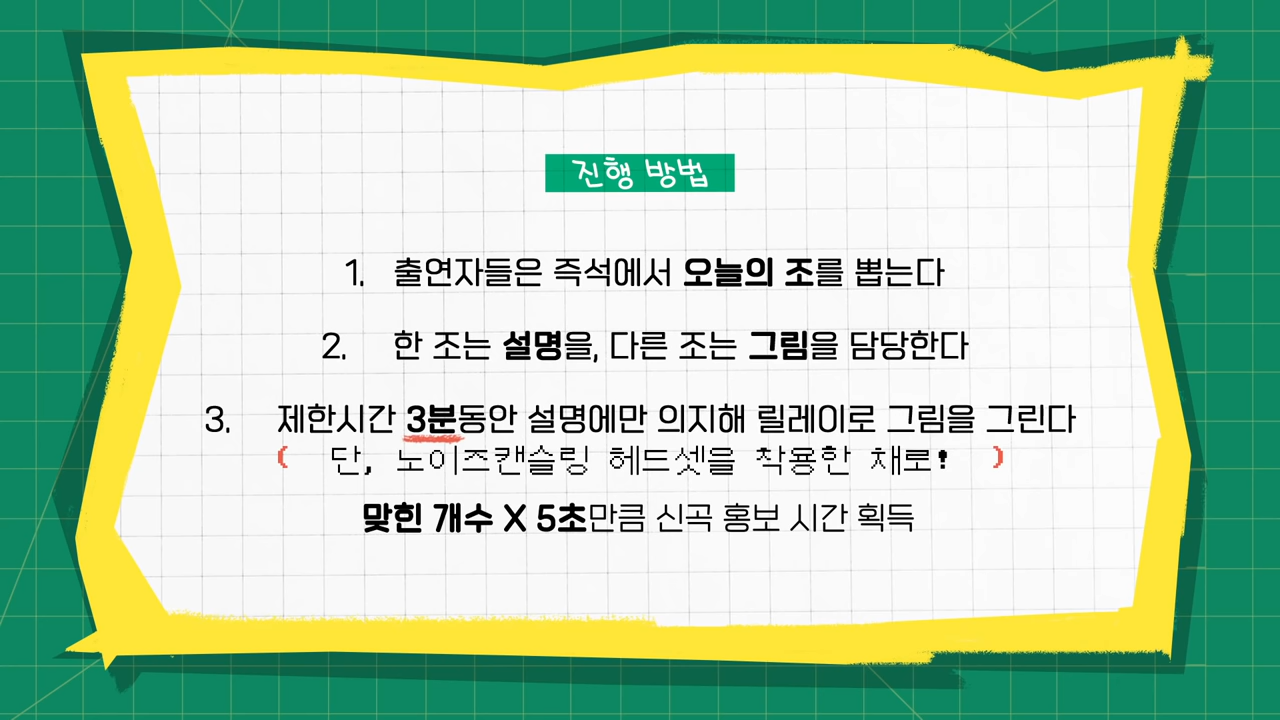 진행 방법
1. 출연자들은 즉석에서 오늘의 조를 뽑는다
2. 한 조는 설명을, 다른 조는 그림을 담당한다
3. 제한시간 3분동안 설명에만 의지해 릴레이로 그림을 그린다
( 단, 노이즈캔슬링 헤드셋을 착용한 채로! )
맞힌 개수 X 5초만큼 신곡 홍보 시간 획득